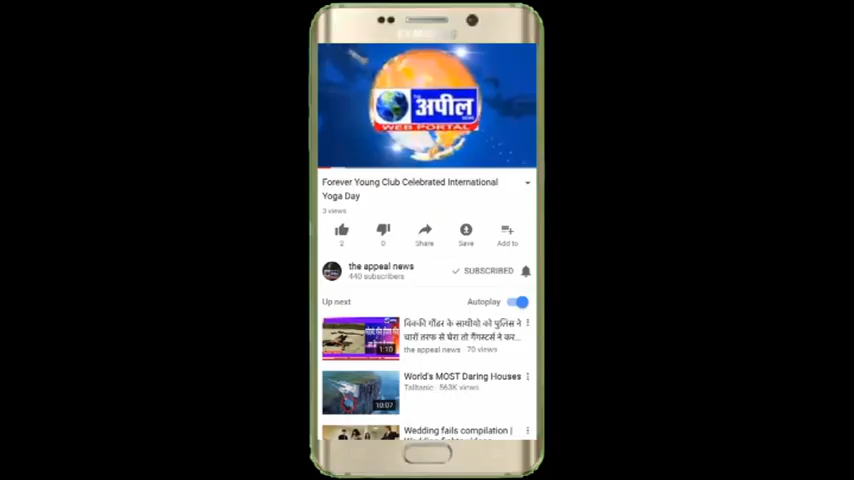 SAMSUNG
अपील
WEB PORTAL
Forever Young Club Celebrated International
Yoga Day
3 views
2
0
Share
Save
Add to
the appeal news
440 subscribers
SUBSCRIBED
Up next
Autoplay
विक्की गौंडर के साथीयो को पुलिस ने
चारों तरफ से घेरा तो गैंगस्टर्स ने कर...
the appeal news · 70 views
1:10
World's MOST Daring Houses
Talltanic · 563K views
10:07
Wedding fails compilation |